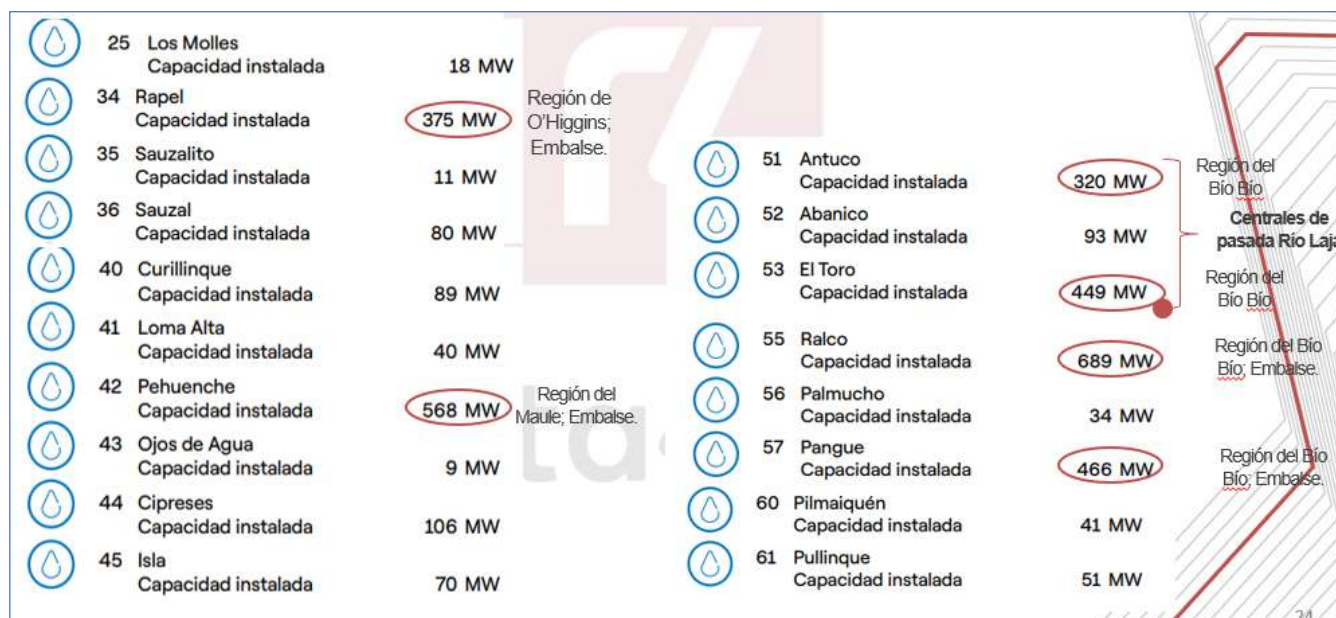 25 Los Molles
Capacidad instalada 18 MW
34 Rapel
Capacidad instalada 375 MW
Región de
O'Higgins;
Embalse.
35 Sauzalito
Capacidad instalada 11 MW
36 Sauzal
Capacidad instalada 80 MW
40 Curillinque
Capacidad instalada 89 MW
41 Loma Alta
Capacidad instalada 40 MW
42 Pehuenche
Capacidad instalada 568 MW
Región del
Maule; Embalse.
43 Ojos de Agua
Capacidad instalada 9 MW
44 Cipreses
Capacidad instalada 106 MW
45 Isla
Capacidad instalada 70 MW
51 Antuco
Capacidad instalada 320 MW
Región del
Bío Bío
52 Abanico
Capacidad instalada 93 MW
Centrales de
pasada Río Laja
53 El Toro
Capacidad instalada 449 MW
Región del
Bío Bío
55 Ralco
Capacidad instalada 689 MW
Región del Bío
Bío; Embalse.
56 Palmucho
Capacidad instalada 34 MW
57 Pangue
Capacidad instalada 466 MW
Región del Bío
Bío; Embalse.
60 Pilmaiquén
Capacidad instalada 41 MW
61 Pullinque
Capacidad instalada 51 MW